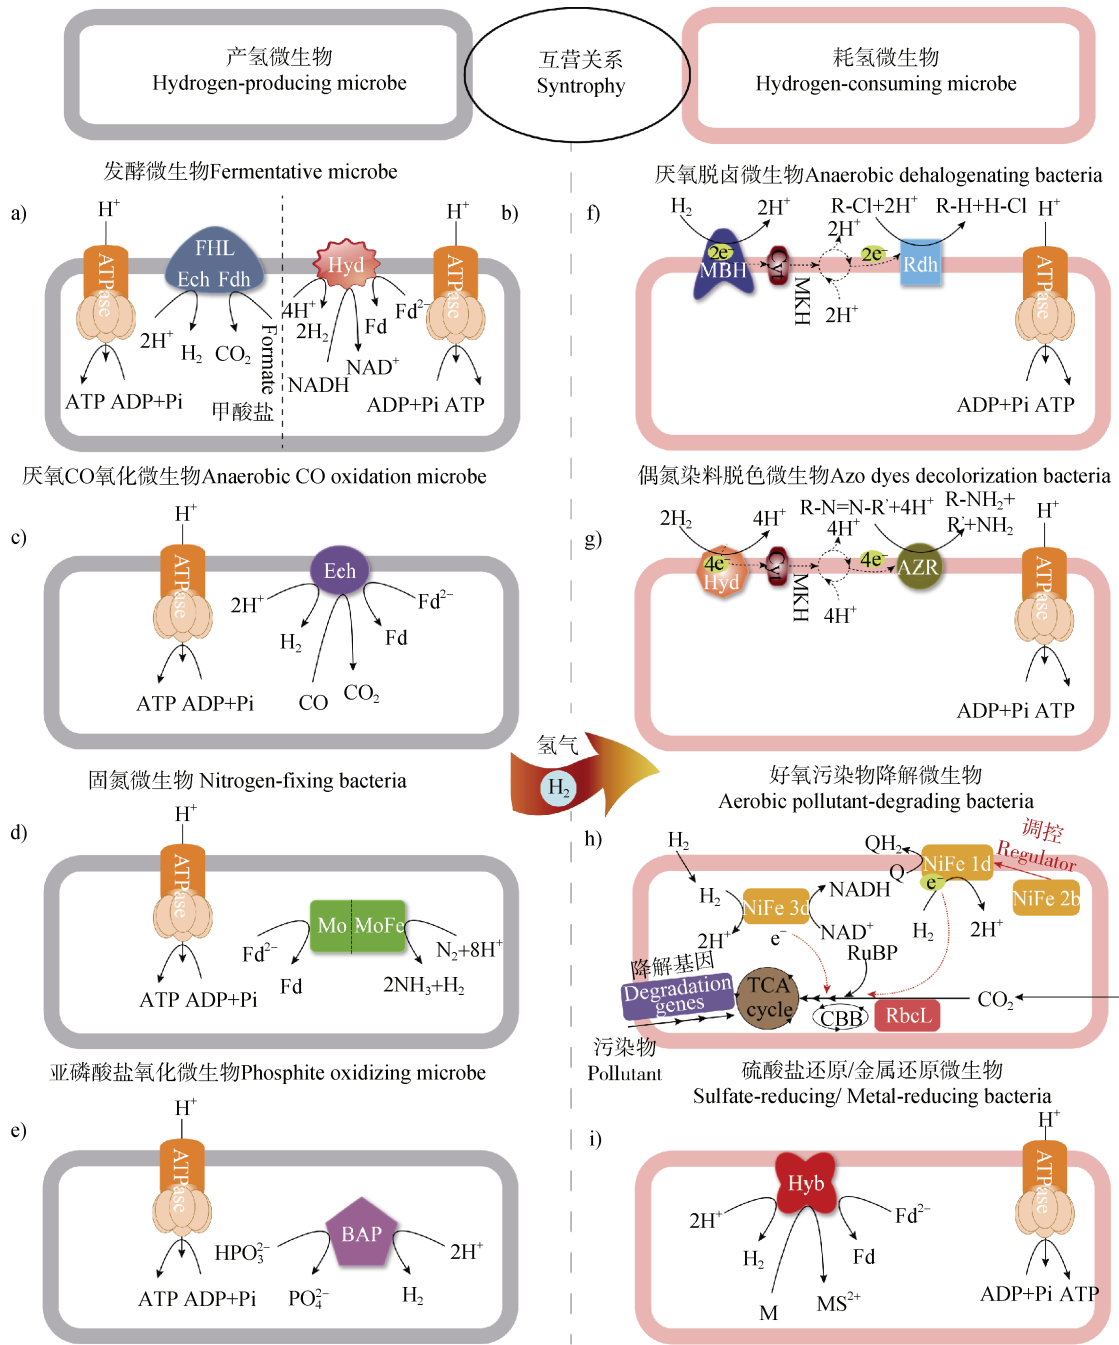 产氢微生物
Hydrogen-producing microbe
互营关系
Syntrophy
耗氢微生物
Hydrogen-consuming microbe
发酵微生物Fermentative microbe
a)
H⁺
ATPase
ATP ADP+Pi
FHL
Ech Fdh
2H⁺
H₂
CO₂
Formate
甲酸盐
b)
Hyd
4H⁺
2H₂
NADH
NAD⁺
Fd
Fd²⁻
H⁺
ATPase
ADP+Pi ATP
厌氧CO氧化微生物Anaerobic CO oxidation microbe
c)
H⁺
ATPase
ATP ADP+Pi
Ech
2H⁺
H₂
CO
CO₂
Fd
Fd²⁻
固氮微生物 Nitrogen-fixing bacteria
d)
H⁺
ATPase
ATP ADP+Pi
Mo MoFe
Fd²⁻
Fd
N₂+8H⁺
2NH₃+H₂
亚磷酸盐氧化微生物Phosphite oxidizing microbe
e)
H⁺
ATPase
ATP ADP+Pi
BAP
HPO₃²⁻
PO₄²⁻
2H⁺
H₂
氢气
H₂
厌氧脱卤微生物Anaerobic dehalogenating bacteria
f)
H₂
2H⁺
2e⁻
MBH
Cyt
MKH
2H⁺
2H⁺
R-Cl+2H⁺
R-H+H-Cl
2e⁻
Rdh
H⁺
ATPase
ADP+Pi ATP
偶氮染料脱色微生物Azo dyes decolorization bacteria
g)
2H₂
4H⁺
4e⁻
Hyd
Cyt
MKH
4H⁺
4H⁺
R-N=N-R'+4H⁺
R-NH₂+
R'+NH₂
4e⁻
AZR
H⁺
ATPase
ADP+Pi ATP
好氧污染物降解微生物
Aerobic pollutant-degrading bacteria
h)
H₂
H₂
2H⁺
NiFe 3d
e⁻
NADH
NAD⁺
QH₂
Q
NiFe 1d
e⁻
H₂
2H⁺
调控
Regulator
NiFe 2b
RuBP
降解基因
Degradation
genes
TCA
cycle
CBB
RbcL
CO₂
污染物
Pollutant
硫酸盐还原/金属还原微生物
Sulfate-reducing/ Metal-reducing bacteria
i)
Hyb
2H⁺
H₂
M
MS²⁺
Fd
Fd²⁻
H⁺
ATPase
ADP+Pi ATP